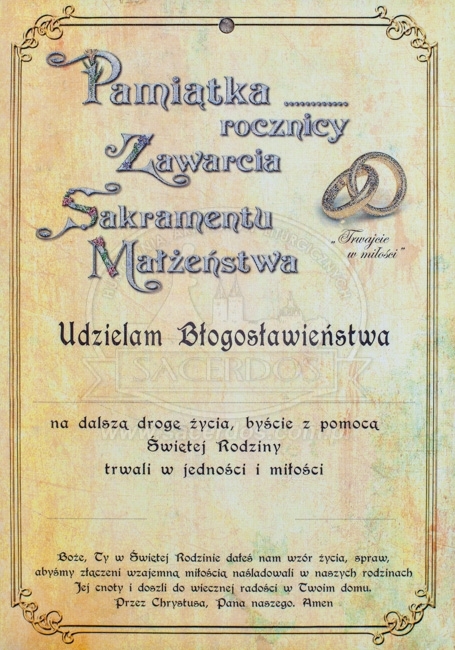 Pamiątka ............
rocznicy
Zawarcia
Sakramentu
Małżeństwa
„Trwajcie
w miłości"
Udzielam Błogosławieństwa
SACERDOS
na dalszą drogę życia, byście z pomocą
Świętej Rodziny
trwali w jedności i miłości
Boże, Ty w Świętej Rodzinie dałeś nam wzór życia, spraw,
abyśmy złączeni wzajemną miłością naśladowali w naszych rodzinach
Jej cnoty i doszli do wiecznej radości w Twoim domu.
Przez Chrystusa, Pana naszego. Amen